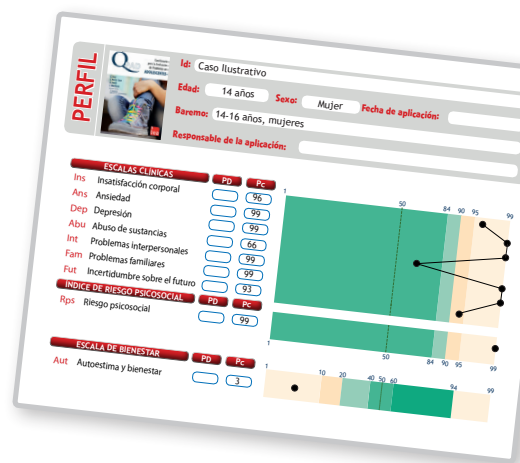 PERFIL
Q
Id: Caso Ilustrativo
Edad: 14 años Sexo: Mujer Fecha de aplicación:
Baremo: 14-16 años, mujeres
Responsable de la aplicación:
ESCALAS CLÍNICAS PD Pc
Ins Insatisfacción corporal 96
Ans Ansiedad 99
Dep Depresión 99
Abu Abuso de sustancias 66
Int Problemas interpersonales 99
Fam Problemas familiares 99
Fut Incertidumbre sobre el futuro 93
1 50 84 90 95 99
ÍNDICE DE RIESGO PSICOSOCIAL PD Pc
Rps Riesgo psicosocial 99
1 50 84 90 95 99
ESCALA DE BIENESTAR PD Pc
Aut Autoestima y bienestar 3
1 10 20 40 50 60 94 99